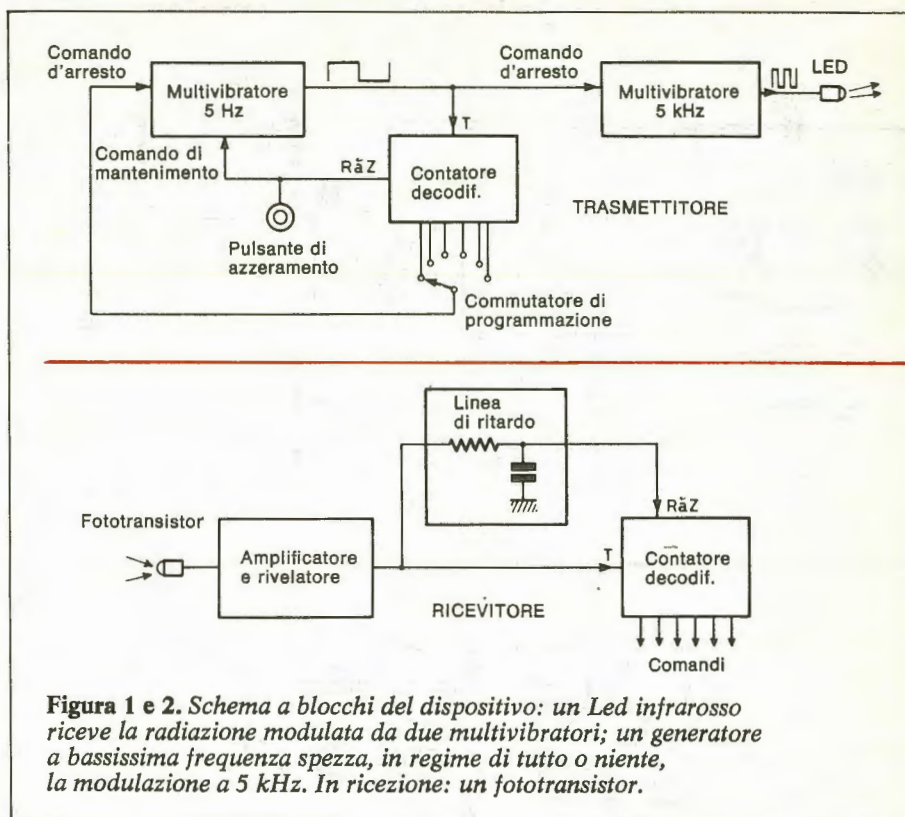 Comando
d'arresto
Multivibratore
5 Hz
Comando
d'arresto
Multivibratore
5 kHz
LED
T
Comando di
mantenimento
RàZ
Contatore
decodif.
TRASMETTITORE
Pulsante di
azzeramento
Commutatore di
programmazione
Linea
di ritardo
Fototransistor
RàZ
Amplificatore
e rivelatore
T
Contatore
decodif.
RICEVITORE
Comandi
Figura 1 e 2. Schema a blocchi del dispositivo: un Led infrarosso
riceve la radiazione modulata da due multivibratori; un generatore
a bassissima frequenza spezza, in regime di tutto o niente,
la modulazione a 5 kHz. In ricezione: un fototransistor.